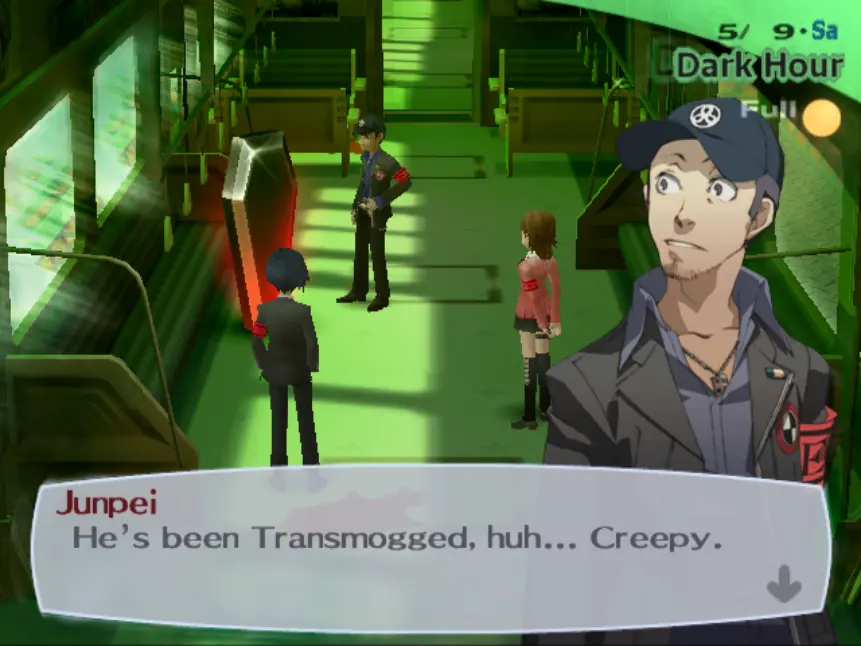 5/ 9・Sa
Dark Hour
Full
Junpei
He's been Transmogged, huh... Creepy.